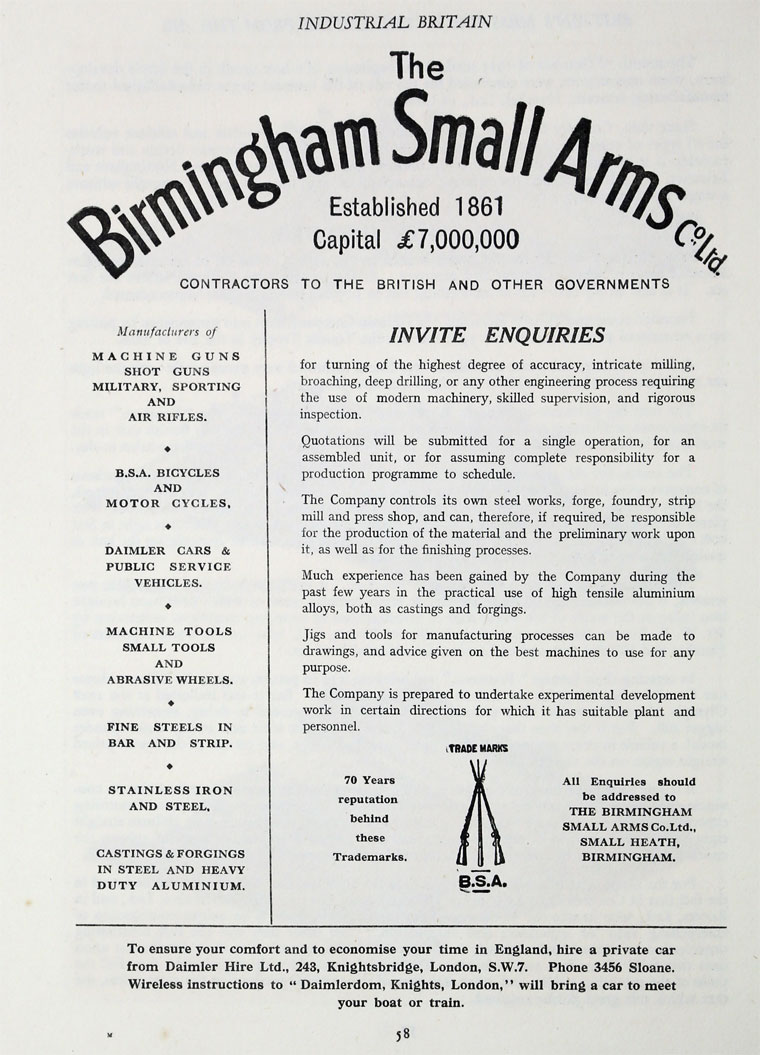 INDUSTRIAL BRITAIN
The
Birmingham Small Arms Co. Ltd.
Established 1861
Capital £7,000,000
CONTRACTORS TO THE BRITISH AND OTHER GOVERNMENTS
Manufacturers of
MACHINE GUNS
SHOT GUNS
MILITARY, SPORTING
AND
AIR RIFLES.
B.S.A. BICYCLES
AND
MOTOR CYCLES,
DAIMLER CARS &
PUBLIC SERVICE
VEHICLES.
MACHINE TOOLS
SMALL TOOLS
AND
ABRASIVE WHEELS.
FINE STEELS IN
BAR AND STRIP.
STAINLESS IRON
AND STEEL.
CASTINGS & FORGINGS
IN STEEL AND HEAVY
DUTY ALUMINIUM.
INVITE ENQUIRIES
for turning of the highest degree of accuracy, intricate milling,
broaching, deep drilling, or any other engineering process requiring
the use of modern machinery, skilled supervision, and rigorous
inspection.
Quotations will be submitted for a single operation, for an
assembled unit, or for assuming complete responsibility for a
production programme to schedule.
The Company controls its own steel works, forge, foundry, strip
mill and press shop, and can, therefore, if required, be responsible
for the production of the material and the preliminary work upon
it, as well as for the finishing processes.
Much experience has been gained by the Company during the
past few years in the practical use of high tensile aluminium
alloys, both as castings and forgings.
Jigs and tools for manufacturing processes can be made to
drawings, and advice given on the best machines to use for any
purpose.
The Company is prepared to undertake experimental development
work in certain directions for which it has suitable plant and
personnel.
70 Years
reputation
behind
these
Trademarks.
TRADE MARKS
B.S.A.
All Enquiries should
be addressed to
THE BIRMINGHAM
SMALL ARMS Co. Ltd.,
SMALL HEATH,
BIRMINGHAM.
To ensure your comfort and to economise your time in England, hire a private car
from Daimler Hire Ltd., 243, Knightsbridge, London, S.W.7. Phone 3456 Sloane.
Wireless instructions to "Daimlerdom, Knights, London," will bring a car to meet
your boat or train.
M
58